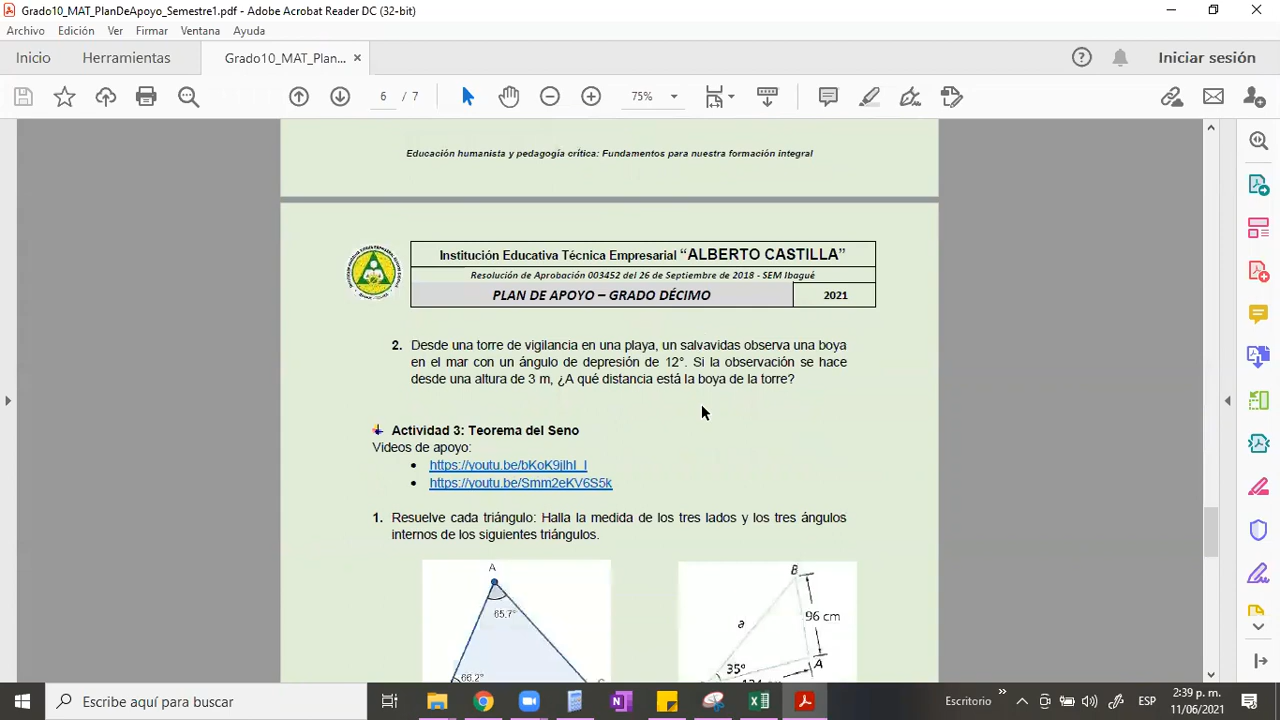 Grado10_MAT_PlanDeApoyo_Semestre1.pdf - Adobe Acrobat Reader DC (32-bit)
Archivo Edición Ver Firmar Ventana Ayuda
Inicio Herramientas Grado10_MAT_Plan... × Iniciar sesión
6 / 7 75%
Educación humanista y pedagogía crítica: Fundamentos para nuestra formación integral
Institución Educativa Técnica Empresarial “ALBERTO CASTILLA”
Resolución de Aprobación 003452 del 26 de Septiembre de 2018 - SEM Ibagué
PLAN DE APOYO – GRADO DÉCIMO 2021
2. Desde una torre de vigilancia en una playa, un salvavidas observa una boya
en el mar con un ángulo de depresión de 12°. Si la observación se hace
desde una altura de 3 m, ¿A qué distancia está la boya de la torre?
Actividad 3: Teorema del Seno
Videos de apoyo:
• https://youtu.be/bKoK9jlhI_I
• https://youtu.be/Smm2eKV6S5k
1. Resuelve cada triángulo: Halla la medida de los tres lados y los tres ángulos
internos de los siguientes triángulos.
A
65.7°
66.2°
B
a
96 cm
A
35°
Escribe aquí para buscar
Escritorio
ESP
2:39 p. m.
11/06/2021